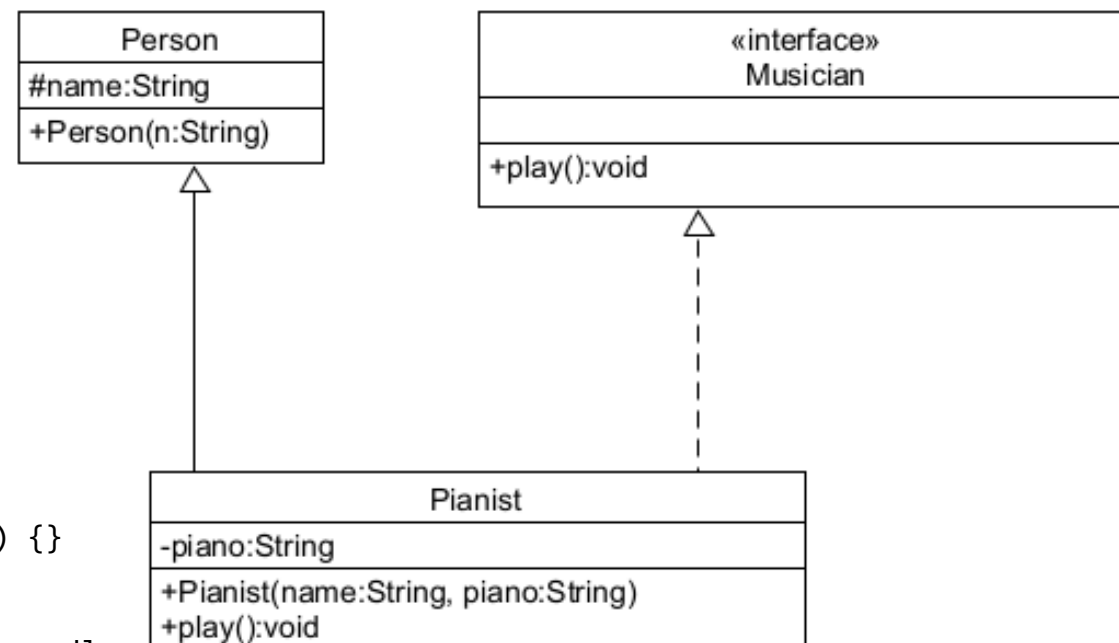 Person
#name:String
+Person(n:String)
«interface»
Musician
+play():void
) {}
Pianist
-piano:String
+Pianist(name:String, piano:String)
+play():void